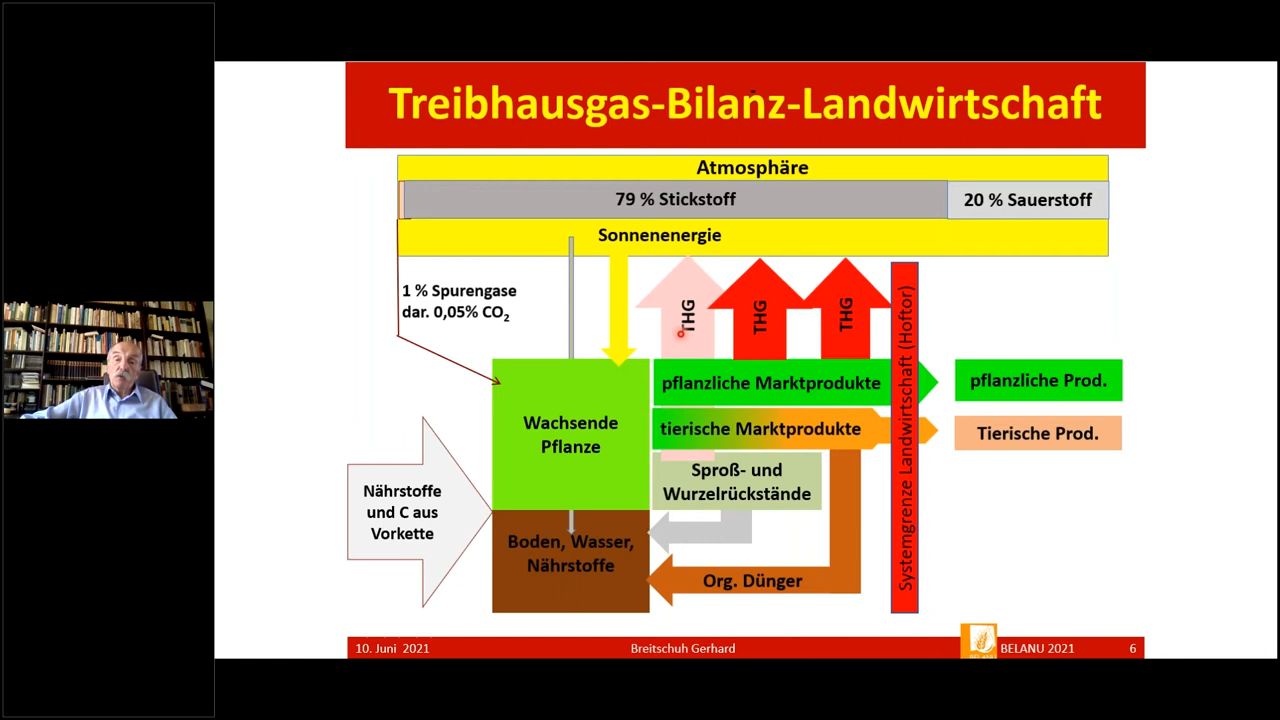 Treibhausgas-Bilanz-Landwirtschaft
Atmosphäre
79 % Stickstoff
20 % Sauerstoff
Sonnenenergie
1 % Spurengase
dar. 0,05% CO₂
THG
THG
THG
Systemgrenze Landwirtschaft (Hoftor)
pflanzliche Marktprodukte
pflanzliche Prod.
Wachsende
Pflanze
tierische Marktprodukte
Tierische Prod.
Sproß- und
Wurzelrückstände
Nährstoffe
und C aus
Vorkette
Boden, Wasser,
Nährstoffe
Org. Dünger
10. Juni 2021
Breitschuh Gerhard
BELANU 2021
6